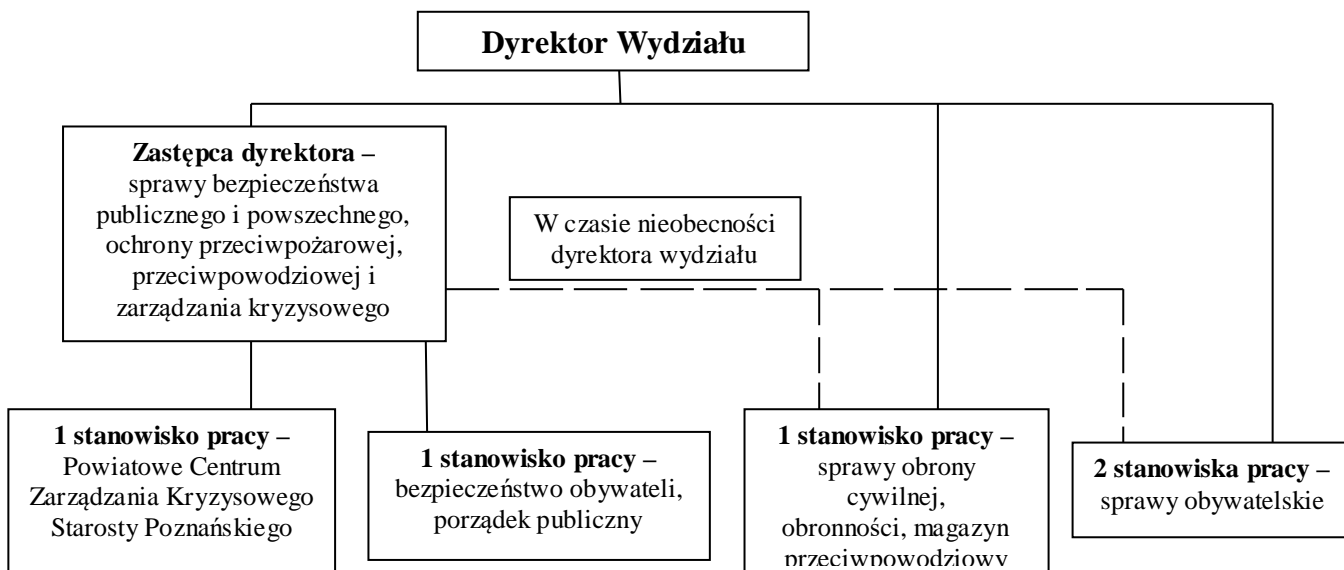 Dyrektor Wydziału
Zastępca dyrektora –
sprawy bezpieczeństwa
publicznego i powszechnego,
ochrony przeciwpożarowej,
przeciwpowodziowej i
zarządzania kryzysowego
W czasie nieobecności
dyrektora wydziału
1 stanowisko pracy –
Powiatowe Centrum
Zarządzania Kryzysowego
Starosty Poznańskiego
1 stanowisko pracy –
bezpieczeństwo obywateli,
porządek publiczny
1 stanowisko pracy –
sprawy obrony
cywilnej,
obronności, magazyn
przeciwpowodziowy
2 stanowiska pracy –
sprawy obywatelskie